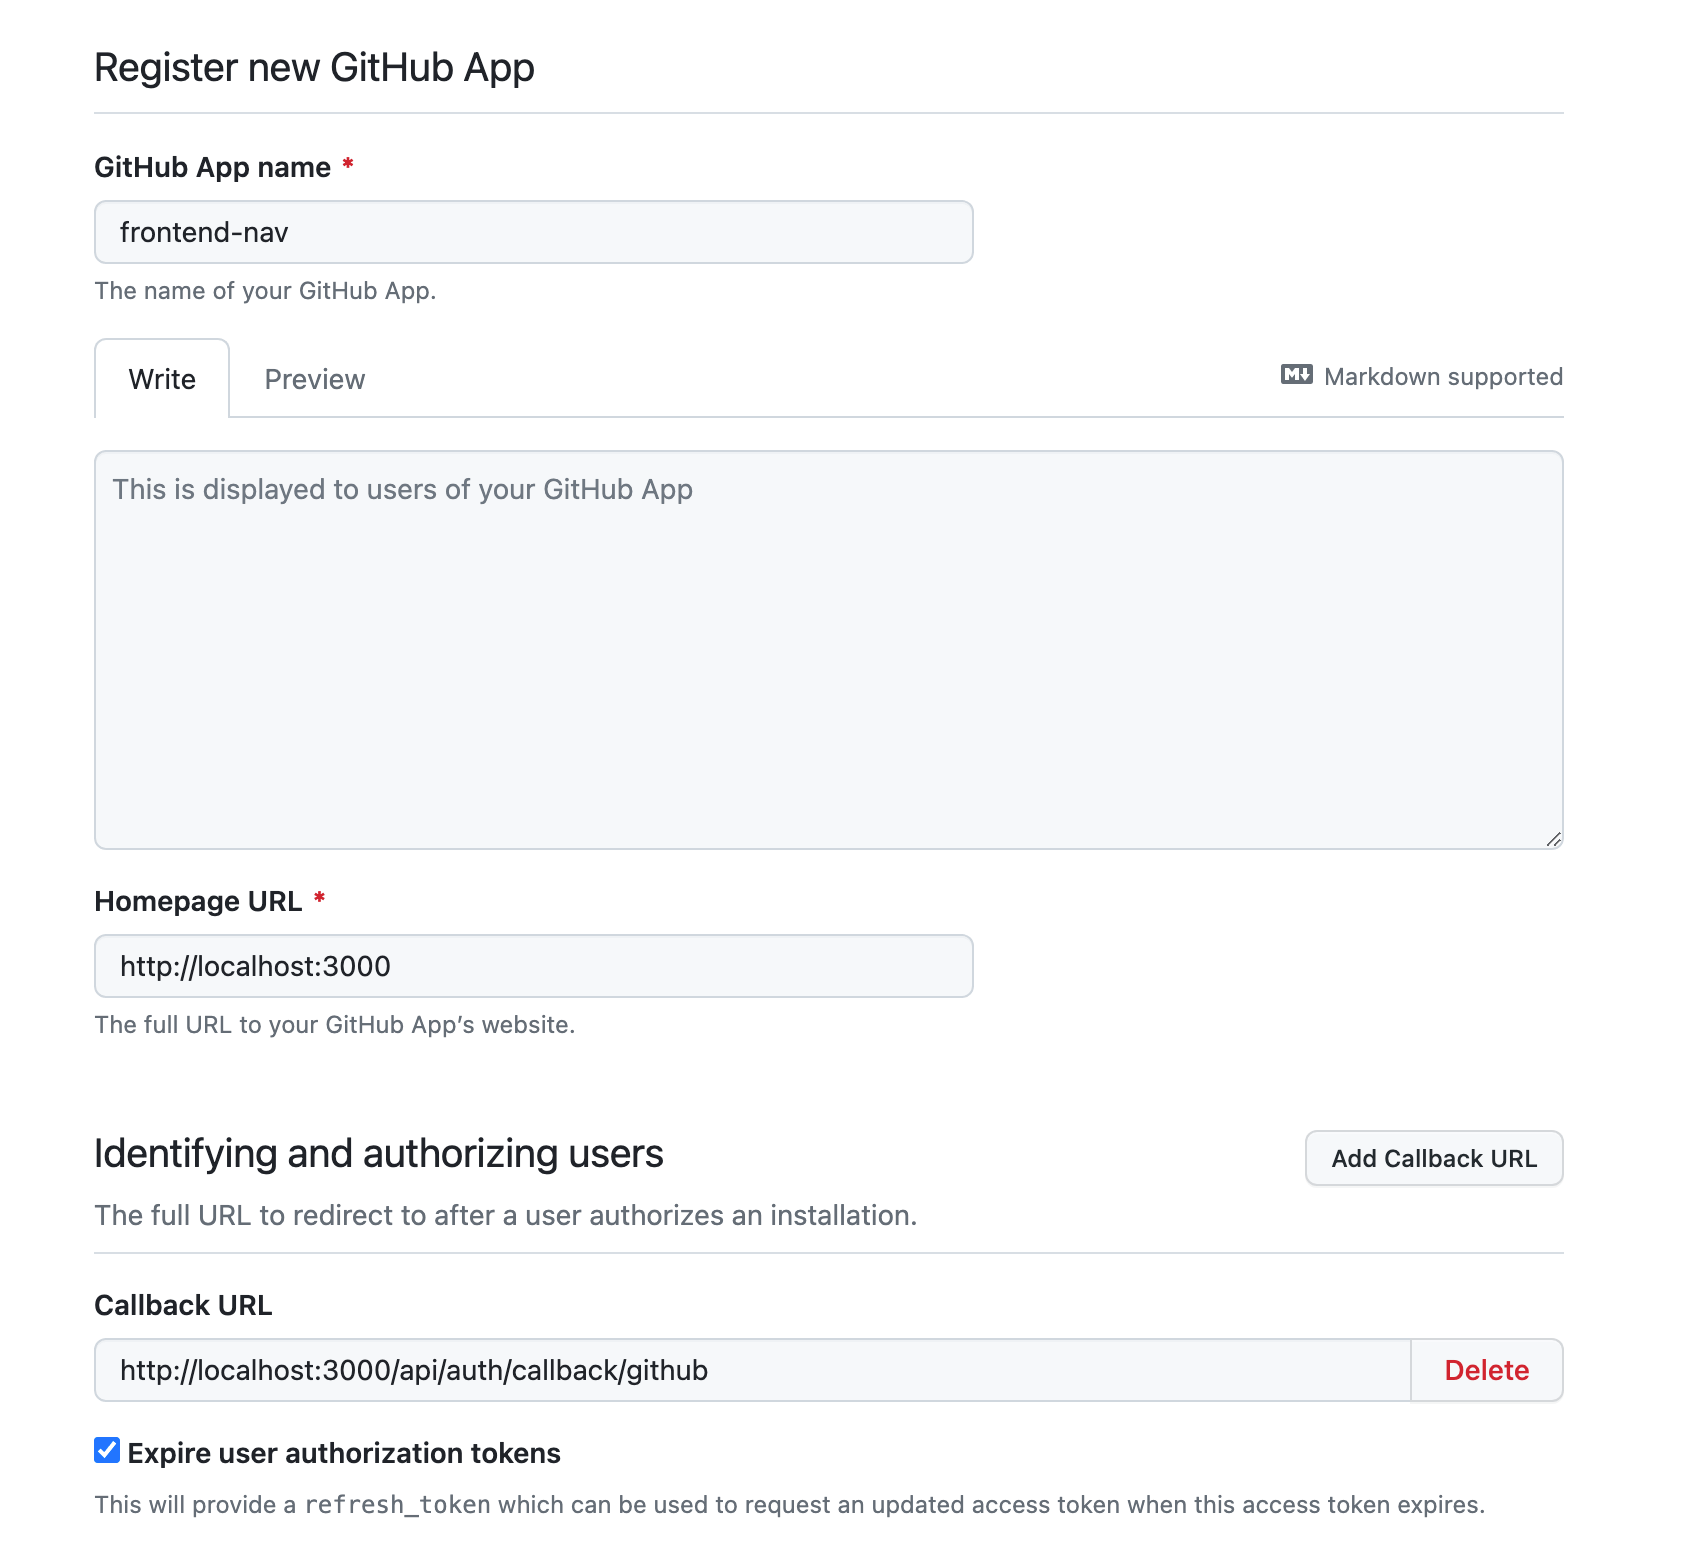 Register new GitHub App
GitHub App name *
frontend-nav
The name of your GitHub App.
Write Preview Markdown supported
This is displayed to users of your GitHub App
Homepage URL *
http://localhost:3000
The full URL to your GitHub App’s website.
Identifying and authorizing users Add Callback URL
The full URL to redirect to after a user authorizes an installation.
Callback URL
http://localhost:3000/api/auth/callback/github Delete
Expire user authorization tokens
This will provide a refresh_token which can be used to request an updated access token when this access token expires.